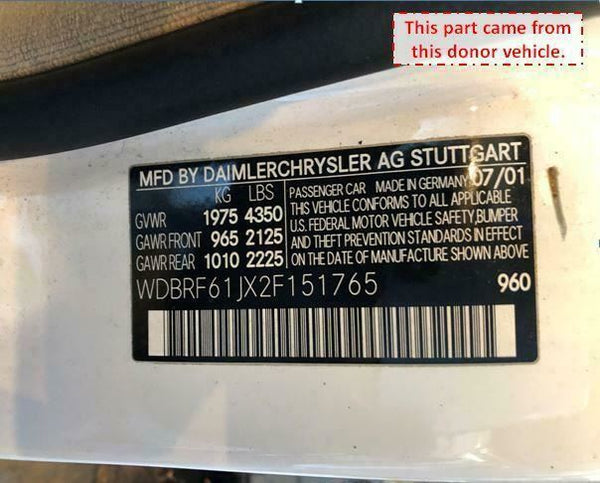 This part came from
this donor vehicle.
MFD BY DAIMLERCHRYSLER AG STUTTGART
KG LBS
GVWR 1975 4350
GAWR FRONT 965 2125
GAWR REAR 1010 2225
PASSENGER CAR MADE IN GERMANY 07/01
THIS VEHICLE CONFORMS TO ALL APPLICABLE
U.S. FEDERAL MOTOR VEHICLE SAFETY, BUMPER
AND THEFT PREVENTION STANDARDS IN EFFECT
ON THE DATE OF MANUFACTURE SHOWN ABOVE
WDBRF61JX2F151765 960